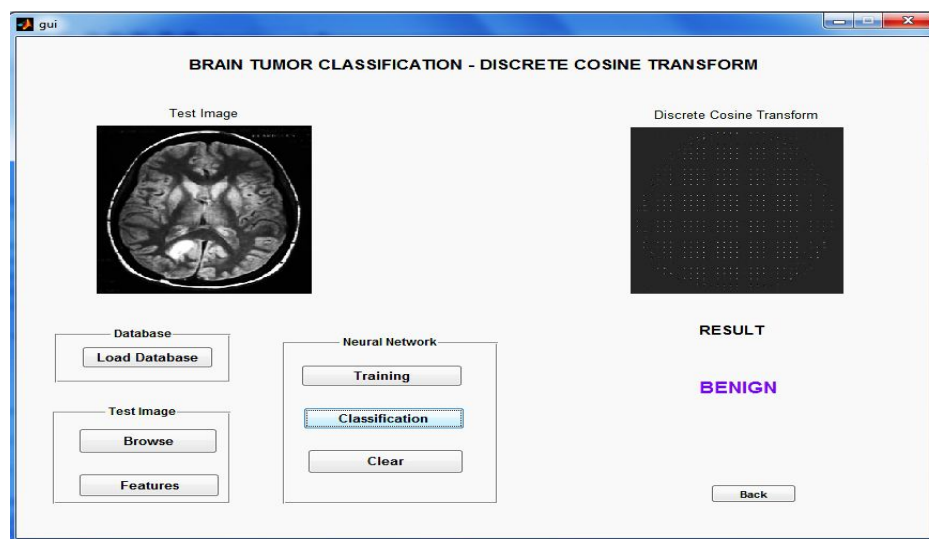 gui
BRAIN TUMOR CLASSIFICATION - DISCRETE COSINE TRANSFORM
Test Image
Discrete Cosine Transform
Database
Load Database
Test Image
Browse
Features
Neural Network
Training
Classification
Clear
RESULT
BENIGN
Back